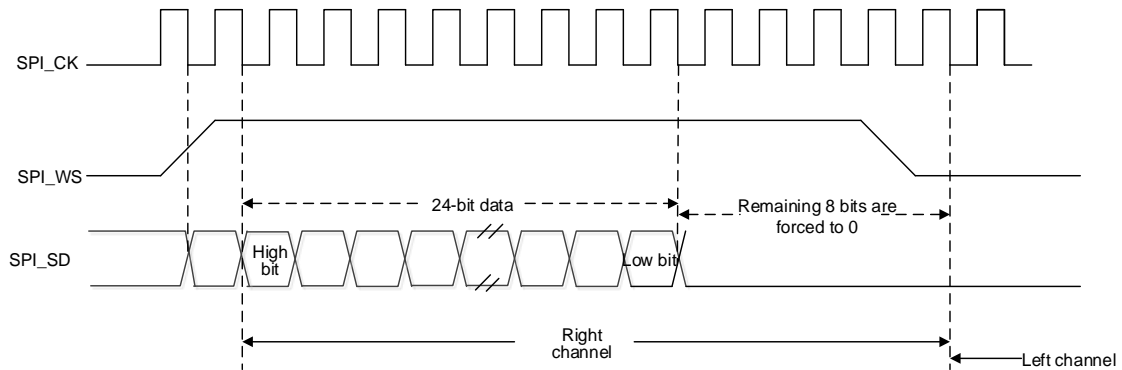 SPI_CK
SPI_WS
24-bit data
Remaining 8 bits are
forced to 0
SPI_SD
High
bit
Low bit
Right
channel
Left channel